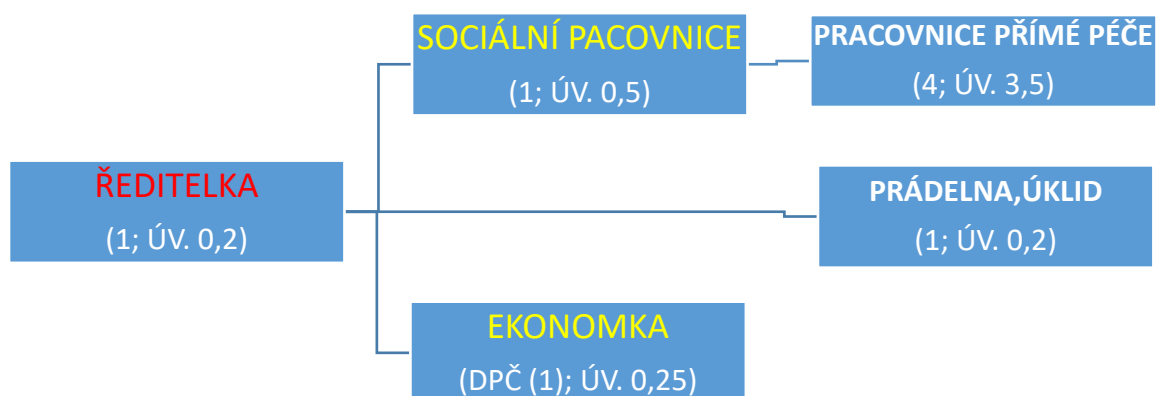 SOCIÁLNÍ PACOVNICE
(1; ÚV. 0,5)
PRACOVNICE PŘÍMÉ PÉČE
(4; ÚV. 3,5)
ŘEDITELKA
(1; ÚV. 0,2)
PRÁDELNA,ÚKLID
(1; ÚV. 0,2)
EKONOMKA
(DPČ (1); ÚV. 0,25)